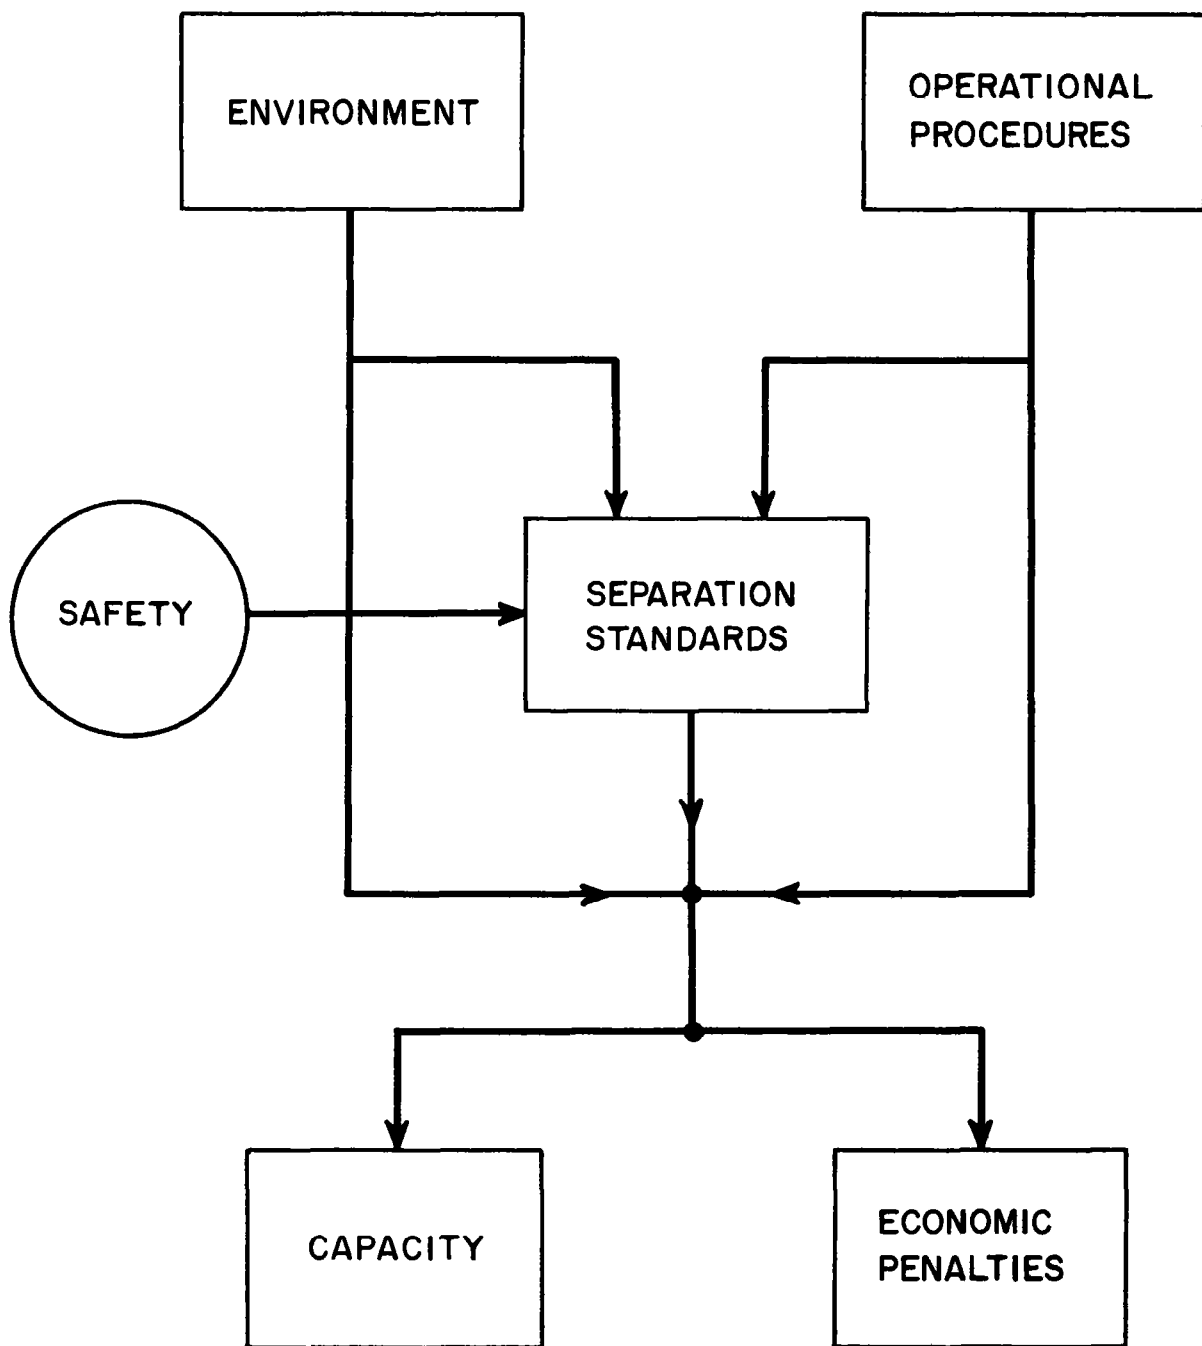 ENVIRONMENT
OPERATIONAL
PROCEDURES
SAFETY
SEPARATION
STANDARDS
CAPACITY
ECONOMIC
PENALTIES